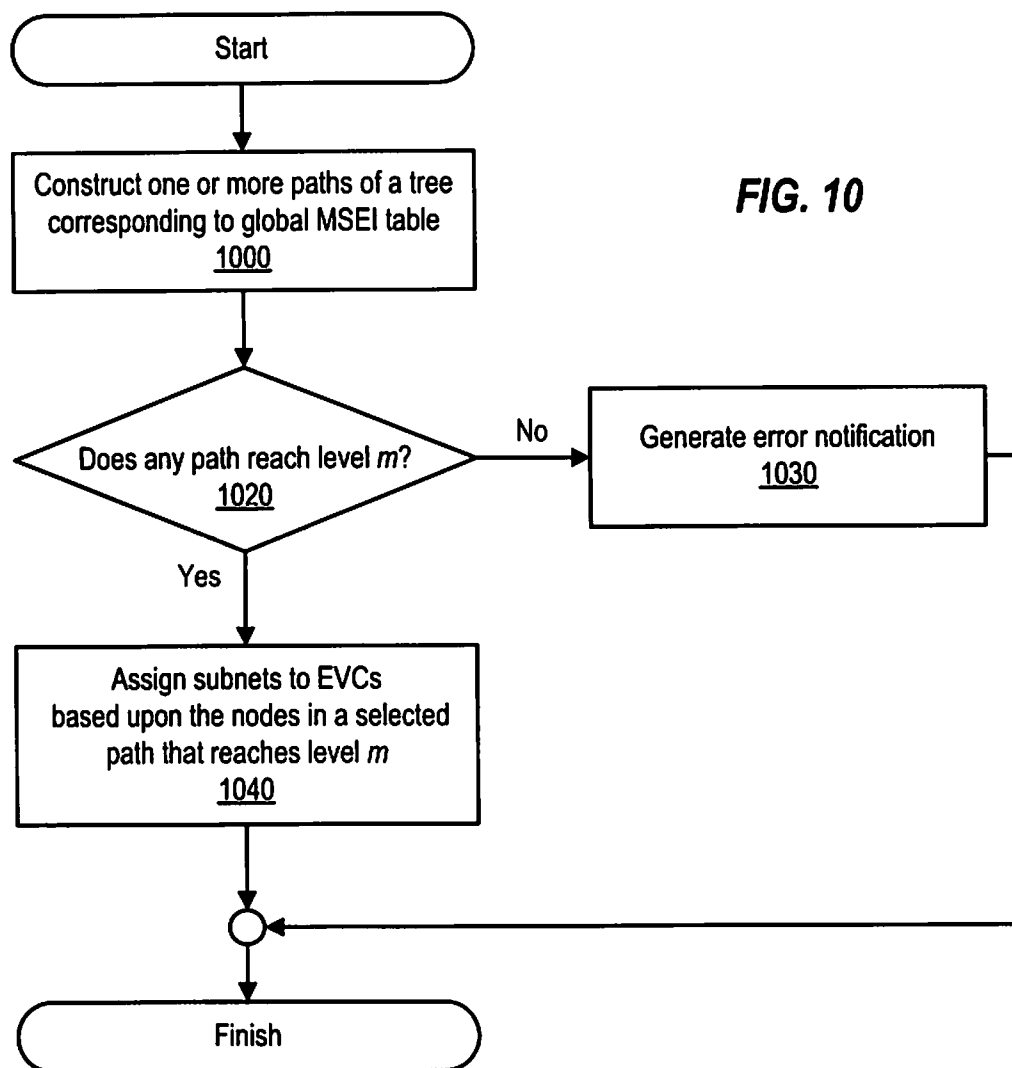 Start
FIG. 10
Construct one or more paths of a tree
corresponding to global MSEI table
1000
Does any path reach level m?
1020
No
Generate error notification
1030
Yes
Assign subnets to EVCs
based upon the nodes in a selected
path that reaches level m
1040
Finish